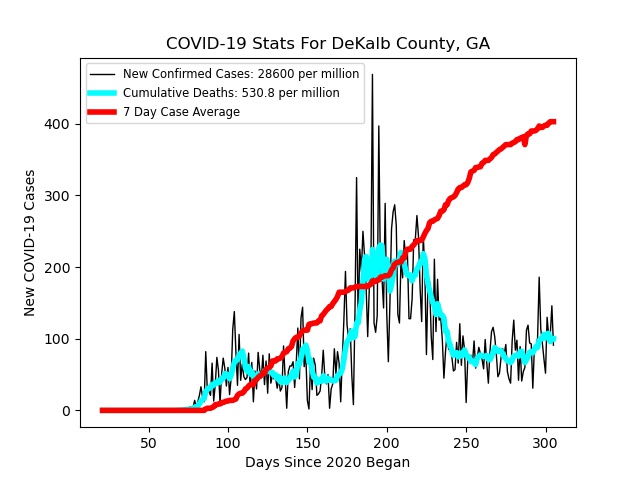 COVID-19 Stats For DeKalb County, GA
New Confirmed Cases: 28600 per million
Cumulative Deaths: 530.8 per million
7 Day Case Average
400
300
200
100
0
New COVID-19 Cases
50 100 150 200 250 300
Days Since 2020 Began